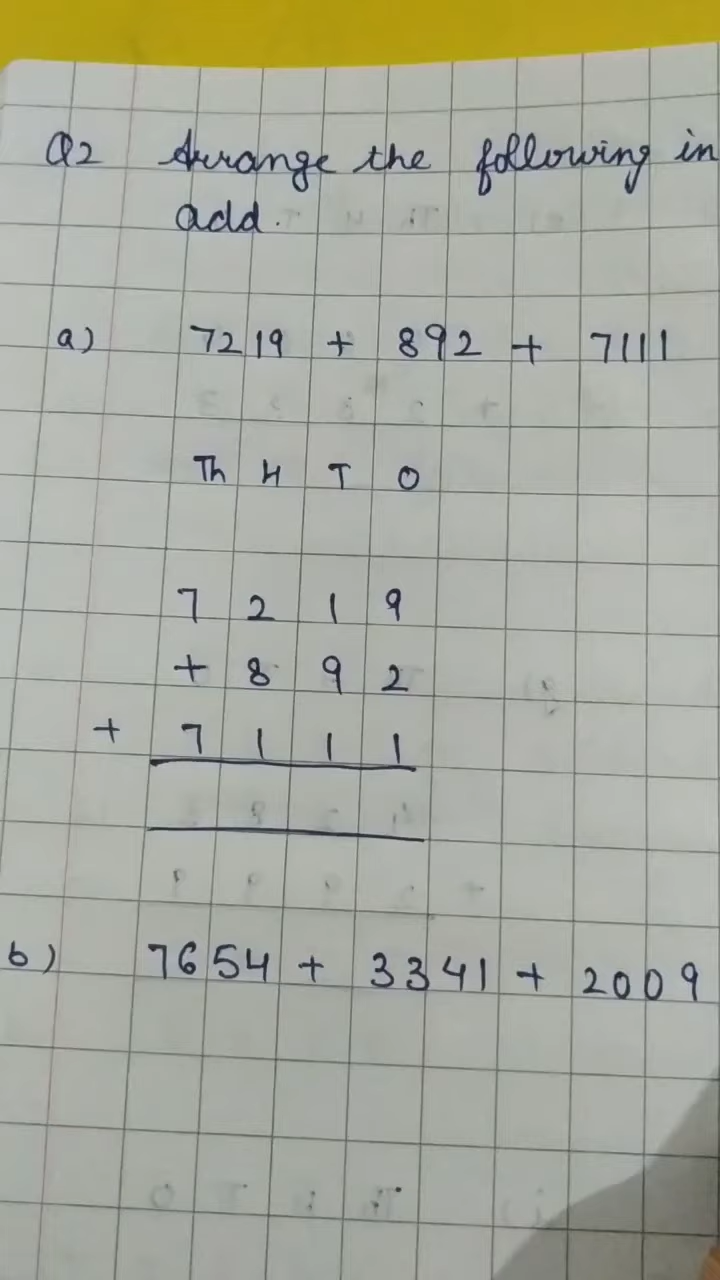 Q2 Arrange the following in
add.
a) 7219 + 892 + 7111
Th H T O
7 2 1 9
+ 8 9 2
+ 7 1 1 1
b) 7654 + 3341 + 2009